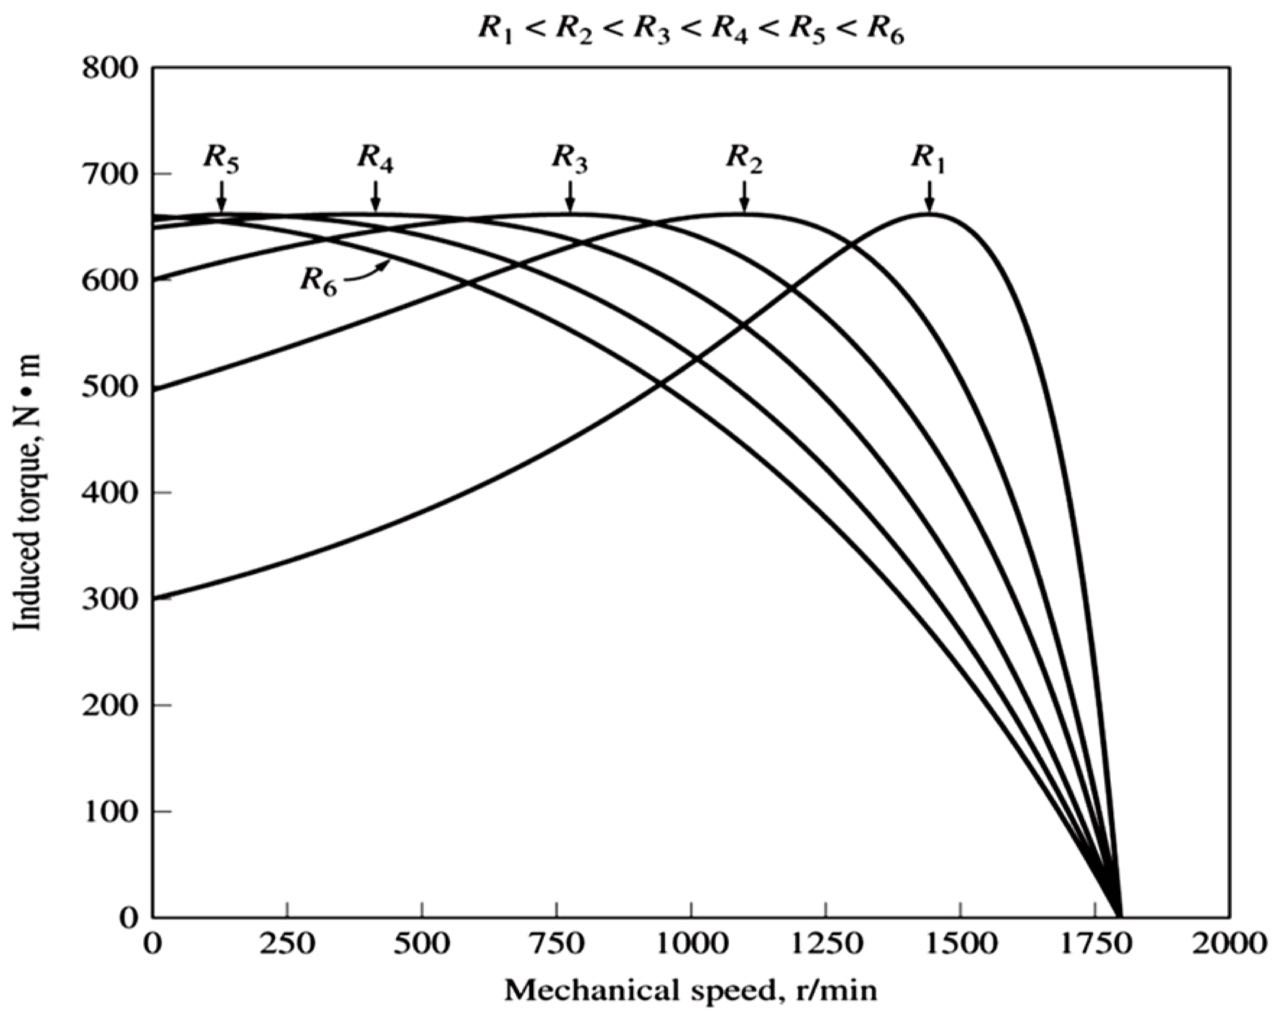 R1 < R2 < R3 < R4 < R5 < R6
800
700
600
500
400
300
200
100
0
R5 R4 R3 R2 R1
R6
Induced torque, N • m
0 250 500 750 1000 1250 1500 1750 2000
Mechanical speed, r/min